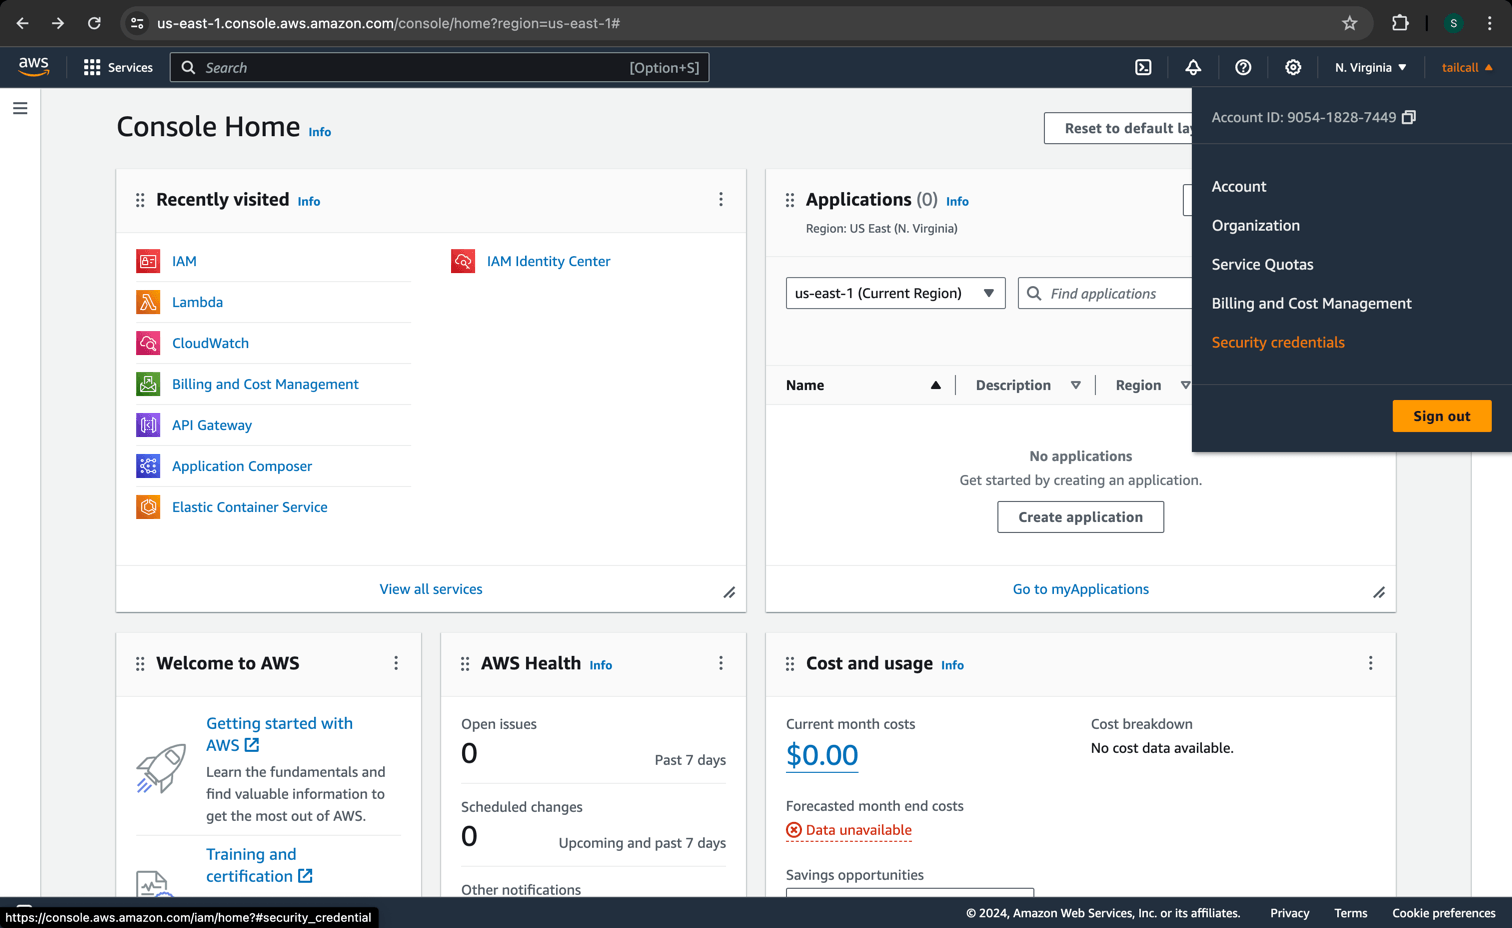 us-east-1.console.aws.amazon.com/console/home?region=us-east-1#
S
aws
Services
Search
[Option+S]
N. Virginia
tailcall
Account ID: 9054-1828-7449
Account
Organization
Service Quotas
Billing and Cost Management
Security credentials
Sign out
Console Home Info
Reset to default lay
Recently visited Info
IAM
Lambda
CloudWatch
Billing and Cost Management
API Gateway
Application Composer
Elastic Container Service
IAM Identity Center
View all services
Applications (0) Info
Region: US East (N. Virginia)
us-east-1 (Current Region)
Find applications
Name
Description
Region
No applications
Get started by creating an application.
Create application
Go to myApplications
Welcome to AWS
Getting started with
AWS
Learn the fundamentals and
find valuable information to
get the most out of AWS.
Training and
certification
AWS Health Info
Open issues
0
Past 7 days
Scheduled changes
0
Upcoming and past 7 days
Other notifications
Cost and usage Info
Current month costs
$0.00
Forecasted month end costs
Data unavailable
Savings opportunities
Cost breakdown
No cost data available.
https://console.aws.amazon.com/iam/home?#security_credential
© 2024, Amazon Web Services, Inc. or its affiliates.
Privacy
Terms
Cookie preferences